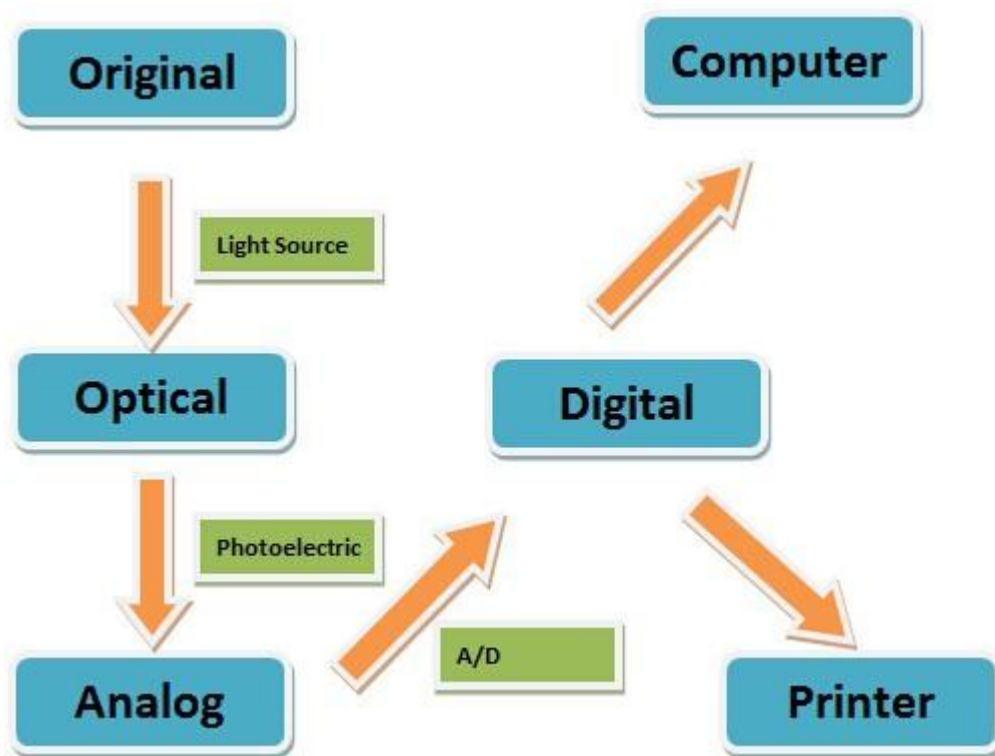 Original
Computer
Light Source
Optical
Digital
Photoelectric
A/D
Analog
Printer